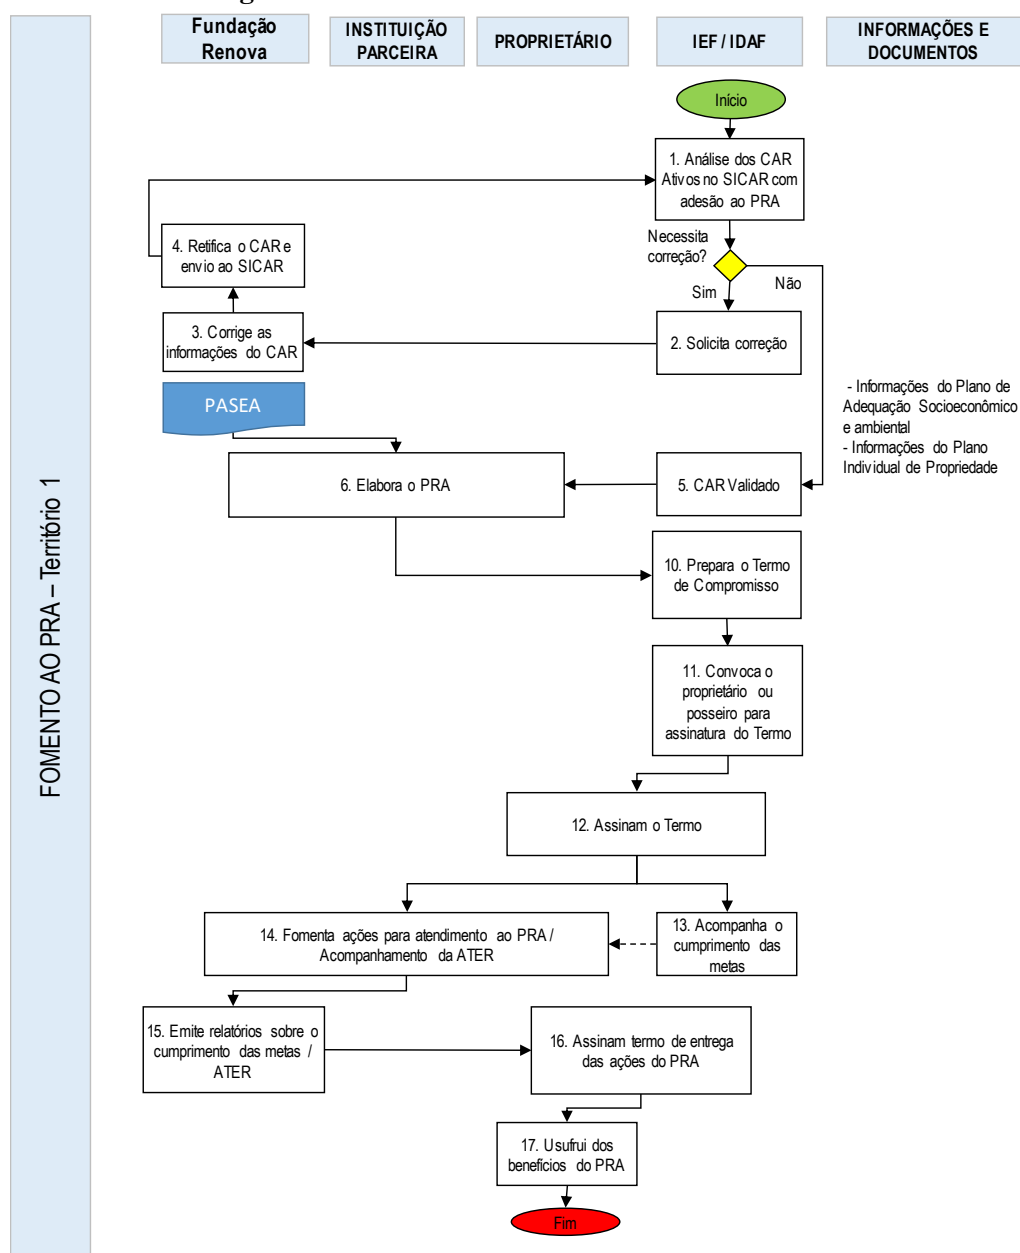 Fundação
Renova
INSTITUIÇÃO
PARCEIRA
PROPRIETÁRIO
IEF / IDAF
INFORMAÇÕES E
DOCUMENTOS
FOMENTO AO PRA – Território 1
Início
1. Análise dos CAR
Ativos no SICAR com
adesão ao PRA
Necessita
correção?
Sim
Não
4. Retifica o CAR e
envio ao SICAR
3. Corrige as
informações do CAR
2. Solicita correção
PASEA
- Informações do Plano de
Adequação Socioeconômico
e ambiental
- Informações do Plano
Individual de Propriedade
6. Elabora o PRA
5. CAR Validado
10. Prepara o Termo
de Compromisso
11. Convoca o
proprietário ou
posseiro para
assinatura do Termo
12. Assinam o Termo
14. Fomenta ações para atendimento ao PRA /
Acompanhamento da ATER
13. Acompanha o
cumprimento das
metas
15. Emite relatórios sobre o
cumprimento das metas /
ATER
16. Assinam termo de entrega
das ações do PRA
17. Usufrui dos
benefícios do PRA
Fim